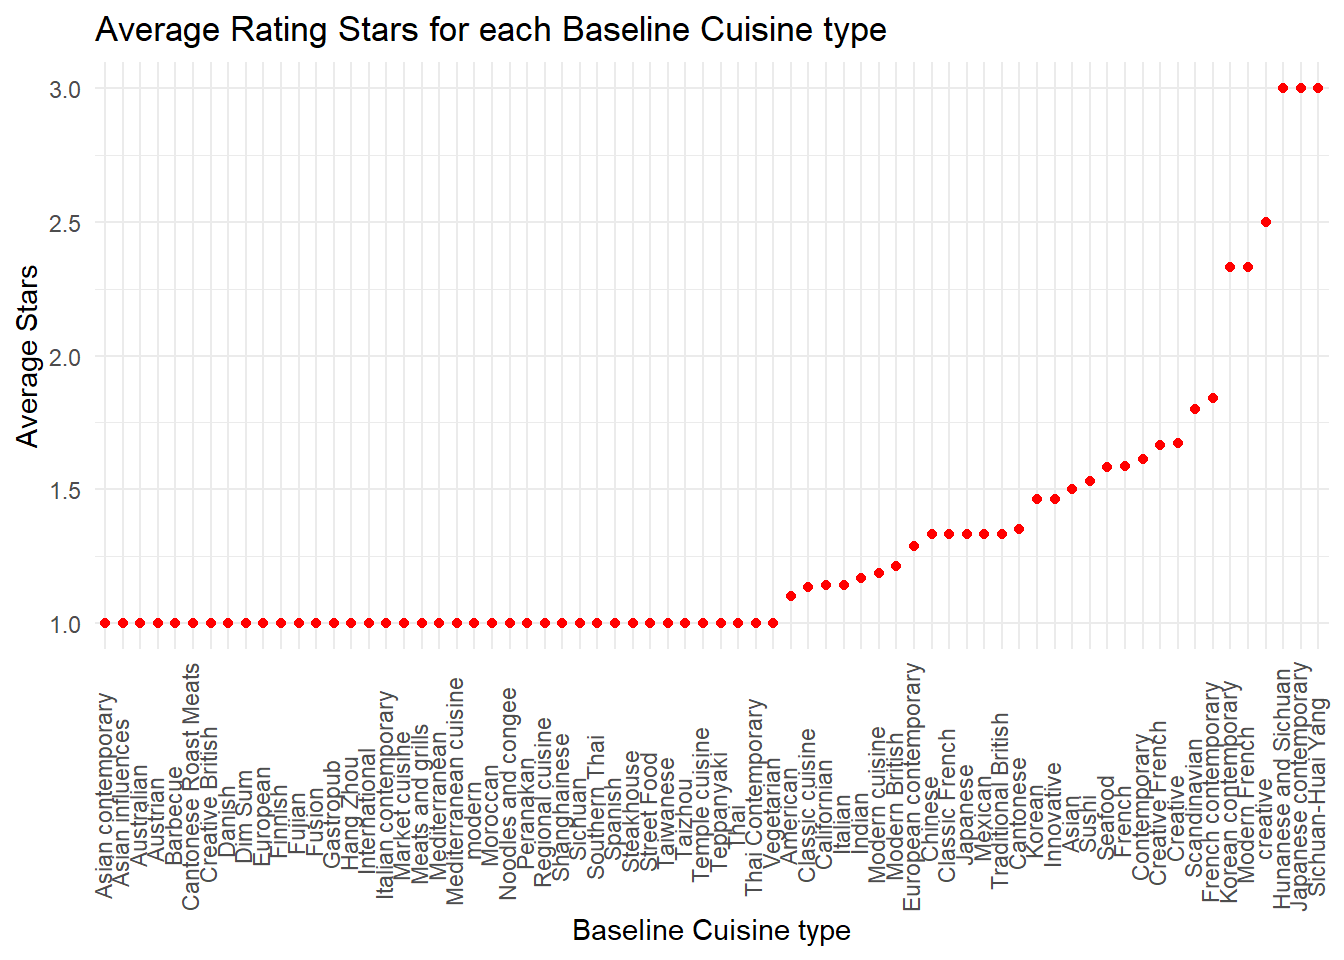 Average Rating Stars for each Baseline Cuisine type
Average Stars
3.0
2.5
2.0
1.5
1.0
Asian contemporary
Asian influences
Australian
Austrian
Barbecue
Cantonese Roast Meats
Creative British
Danish
Dim Sum
European
Finnish
Fujian
Fusion
Gastropub
Hang Zhou
International
Italian contemporary
Market cuisine
Meats and grills
Mediterranean
Mediterranean cuisine
modern
Moroccan
Noodles and congee
Peranakan
Regional cuisine
Shanghainese
Sichuan
Southern Thai
Spanish
Steakhouse
Street Food
Taiwanese
Taizhou
Temple cuisine
Teppanyaki
Thai
Thai Contemporary
Vegetarian
American
Classic cuisine
Californian
Italian
Indian
Modern cuisine
Modern British
European contemporary
Chinese
Classic French
Japanese
Mexican
Traditional British
Cantonese
Korean
Innovative
Asian
Sushi
Seafood
French
Contemporary
Creative French
Creative
Scandinavian
French contemporary
Korean contemporary
Modern French
creative
Hunanese and Sichuan
Japanese contemporary
Sichuan-Huai Yang
Baseline Cuisine type